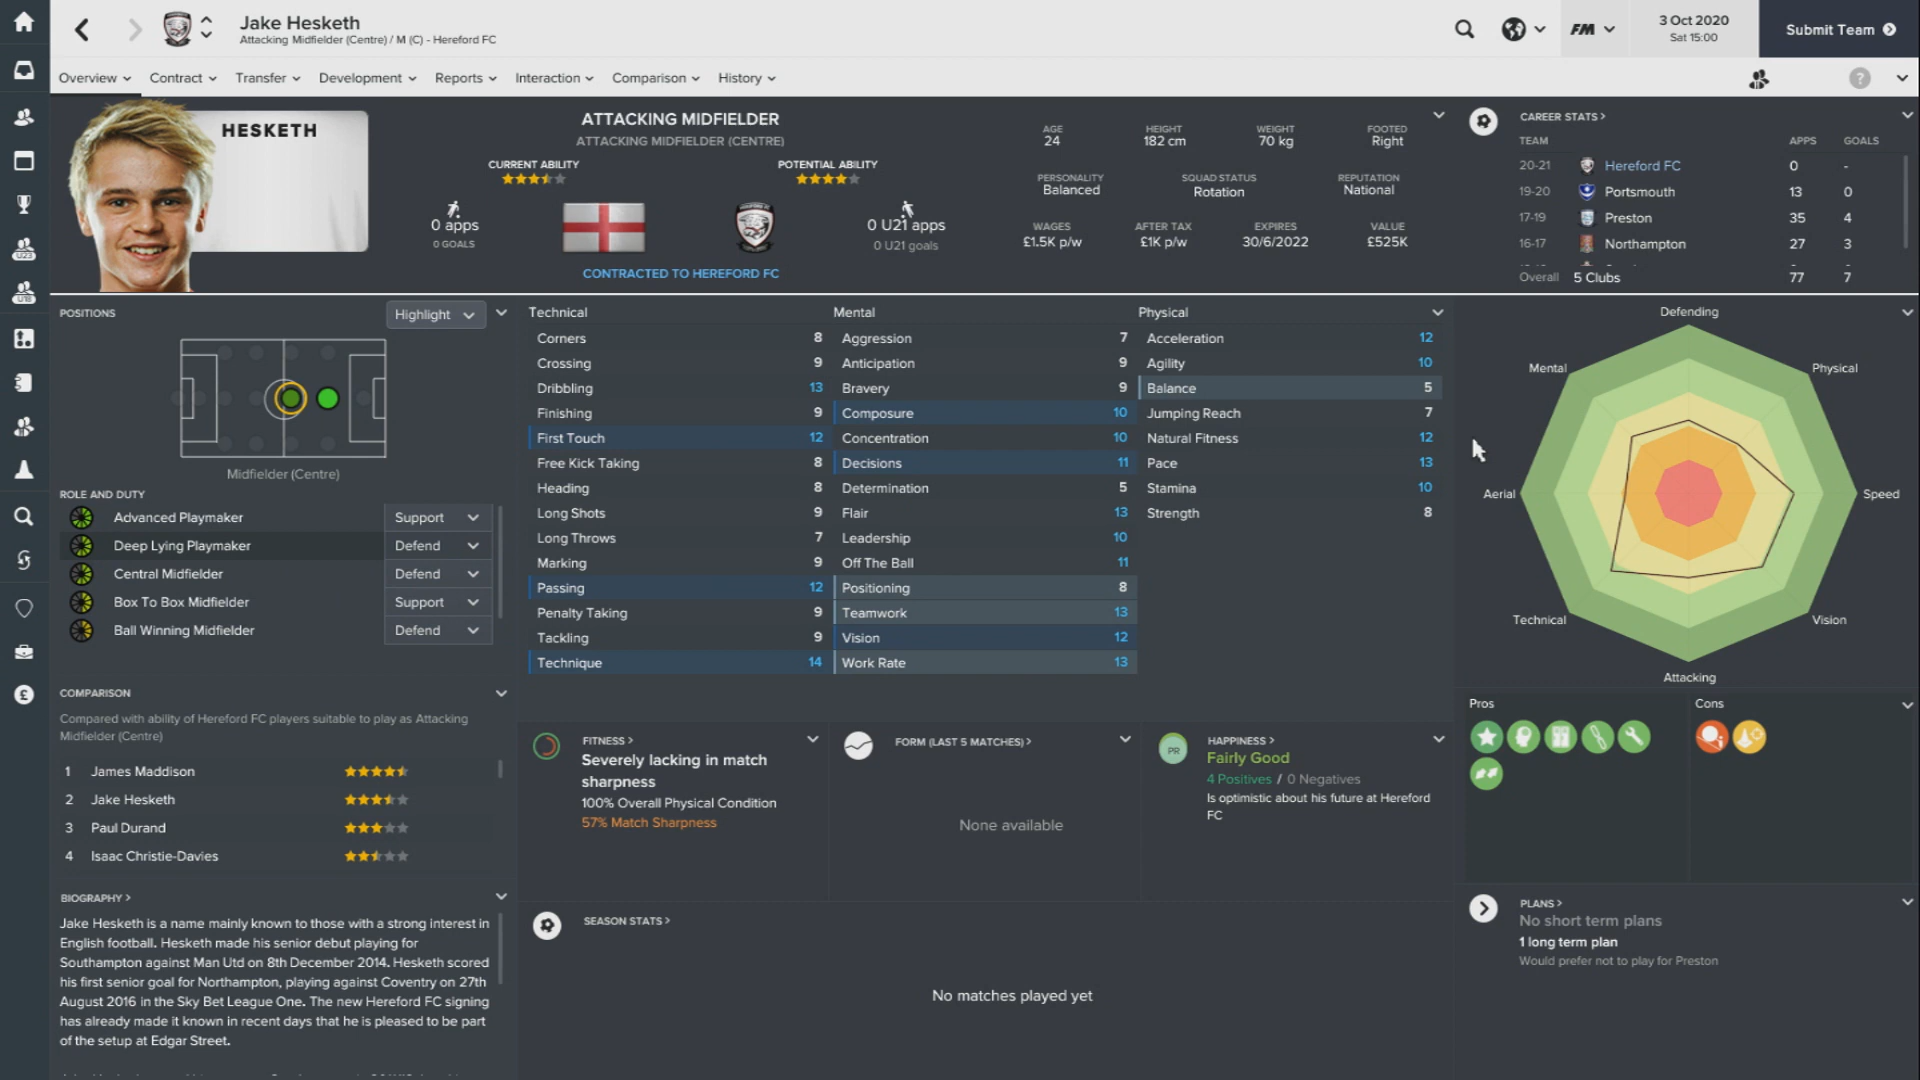 Jake Hesketh
Attacking Midfielder (Centre) / M (C) - Hereford FC
FM
3 Oct 2020
Sat 15:00
Submit Team
Overview
Contract
Transfer
Development
Reports
Interaction
Comparison
History
?
U23
U18
HESKETH
ATTACKING MIDFIELDER
ATTACKING MIDFIELDER (CENTRE)
CURRENT ABILITY
POTENTIAL ABILITY
0 apps
0 GOALS
0 U21 apps
0 U21 goals
CONTRACTED TO HEREFORD FC
AGE
24
HEIGHT
182 cm
WEIGHT
70 kg
FOOTED
Right
PERSONALITY
Balanced
SQUAD STATUS
Rotation
REPUTATION
National
WAGES
£1.5K p/w
AFTER TAX
£1K p/w
EXPIRES
30/6/2022
VALUE
£525K
CAREER STATS >
TEAM APPS GOALS
20-21 Hereford FC 0 -
19-20 Portsmouth 13 0
17-19 Preston 35 4
16-17 Northampton 27 3
Overall 5 Clubs 77 7
POSITIONS
Highlight
Midfielder (Centre)
ROLE AND DUTY
Advanced Playmaker Support
Deep Lying Playmaker Defend
Central Midfielder Defend
Box To Box Midfielder Support
Ball Winning Midfielder Defend
COMPARISON
Compared with ability of Hereford FC players suitable to play as Attacking
Midfielder (Centre)
1 James Maddison
2 Jake Hesketh
3 Paul Durand
4 Isaac Christie-Davies
BIOGRAPHY >
Jake Hesketh is a name mainly known to those with a strong interest in
English football. Hesketh made his senior debut playing for
Southampton against Man Utd on 8th December 2014. Hesketh scored
his first senior goal for Northampton, playing against Coventry on 27th
August 2016 in the Sky Bet League One. The new Hereford FC signing
has already made it known in recent days that he is pleased to be part
of the setup at Edgar Street.
Technical
Corners 8
Crossing 9
Dribbling 13
Finishing 9
First Touch 12
Free Kick Taking 8
Heading 8
Long Shots 9
Long Throws 7
Marking 9
Passing 12
Penalty Taking 9
Tackling 9
Technique 14
Mental
Aggression 7
Anticipation 9
Bravery 9
Composure 10
Concentration 10
Decisions 11
Determination 5
Flair 13
Leadership 10
Off The Ball 11
Positioning 8
Teamwork 13
Vision 12
Work Rate 13
Physical
Acceleration 12
Agility 10
Balance 5
Jumping Reach 7
Natural Fitness 12
Pace 13
Stamina 10
Strength 8
Defending
Physical
Speed
Vision
Attacking
Technical
Aerial
Mental
FITNESS >
Severely lacking in match
sharpness
100% Overall Physical Condition
57% Match Sharpness
FORM (LAST 5 MATCHES) >
None available
PR
HAPPINESS >
Fairly Good
4 Positives / 0 Negatives
Is optimistic about his future at Hereford
FC
Pros
Cons
SEASON STATS >
No matches played yet
PLANS >
No short term plans
1 long term plan
Would prefer not to play for Preston